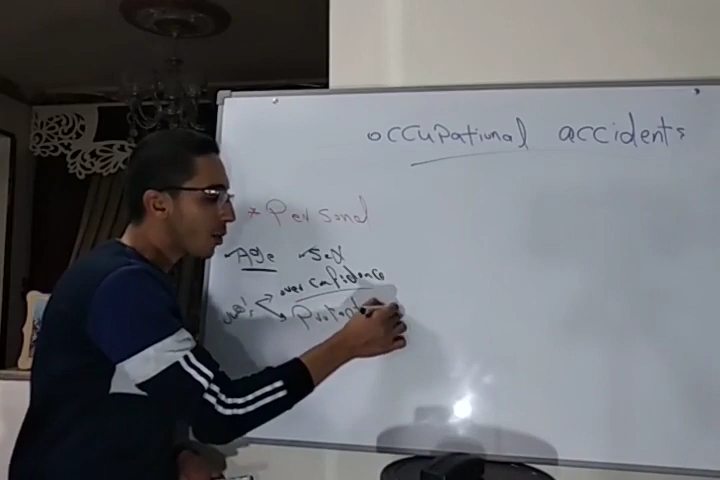 occupational accidents
* Personal
- Age - Sex
over confidence